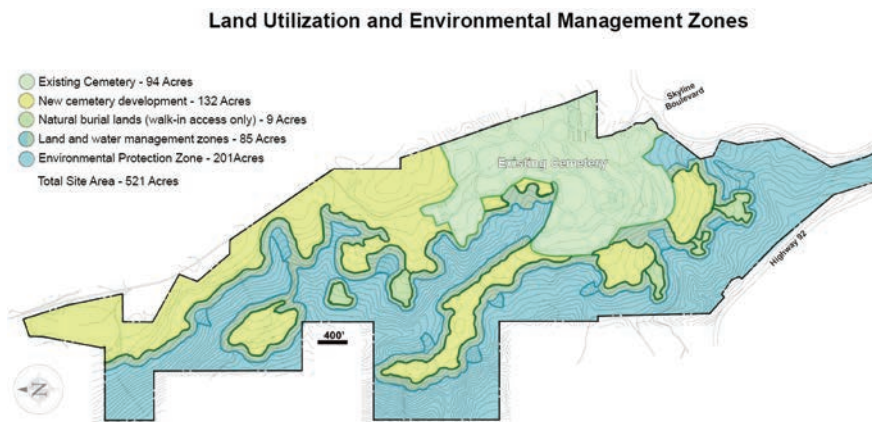 Land Utilization and Environmental Management Zones
Existing Cemetery - 94 Acres
New cemetery development - 132 Acres
Natural burial lands (walk-in access only) - 9 Acres
Land and water management zones - 85 Acres
Environmental Protection Zone - 201Acres
Total Site Area - 521 Acres
Skyline
Boulevard
Existing Cemetery
Highway 92
400'
N